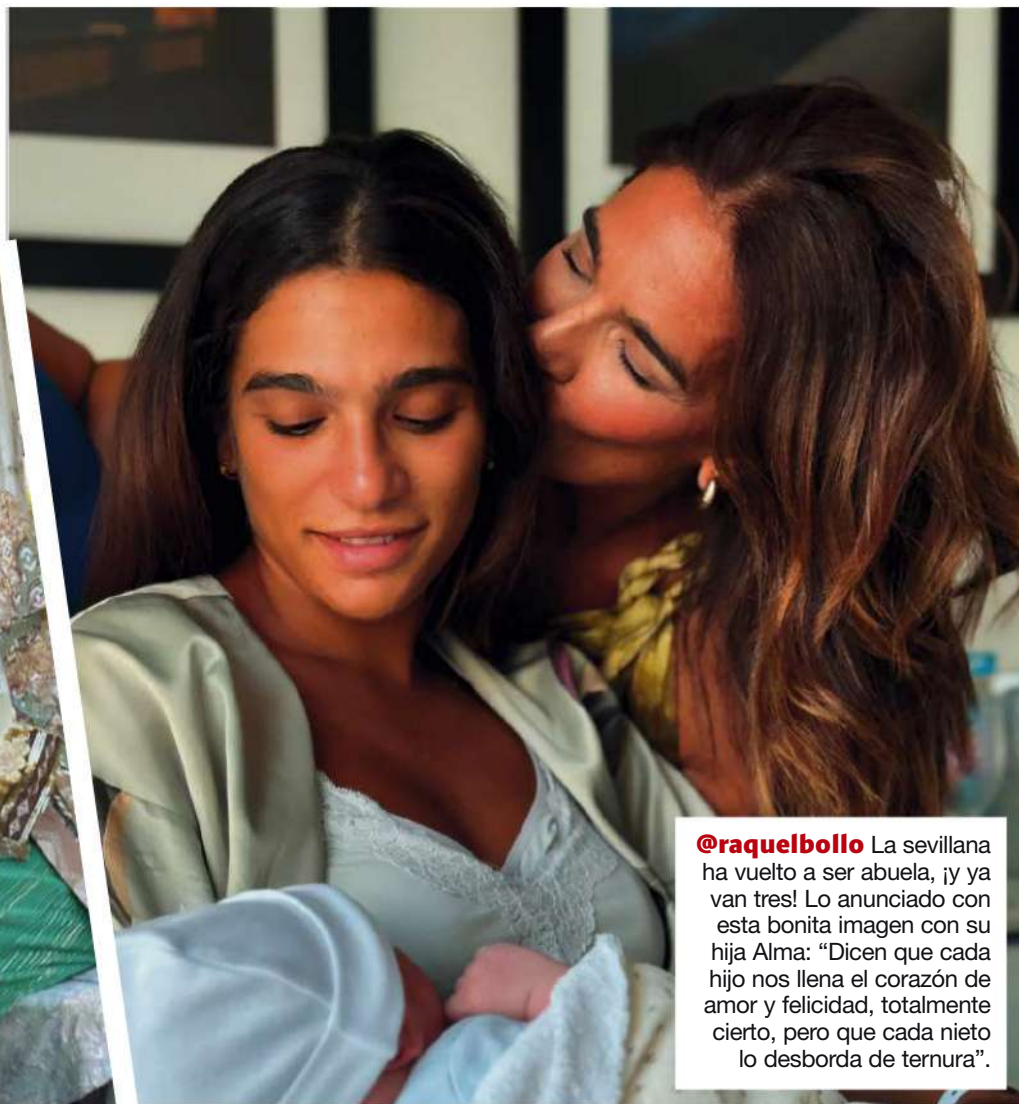 @raquelbollo La sevillana
ha vuelto a ser abuela, ¡y ya
van tres! Lo anunciado con
esta bonita imagen con su
hija Alma: “Dicen que cada
hijo nos llena el corazón de
amor y felicidad, totalmente
cierto, pero que cada nieto
lo desborda de ternura”.